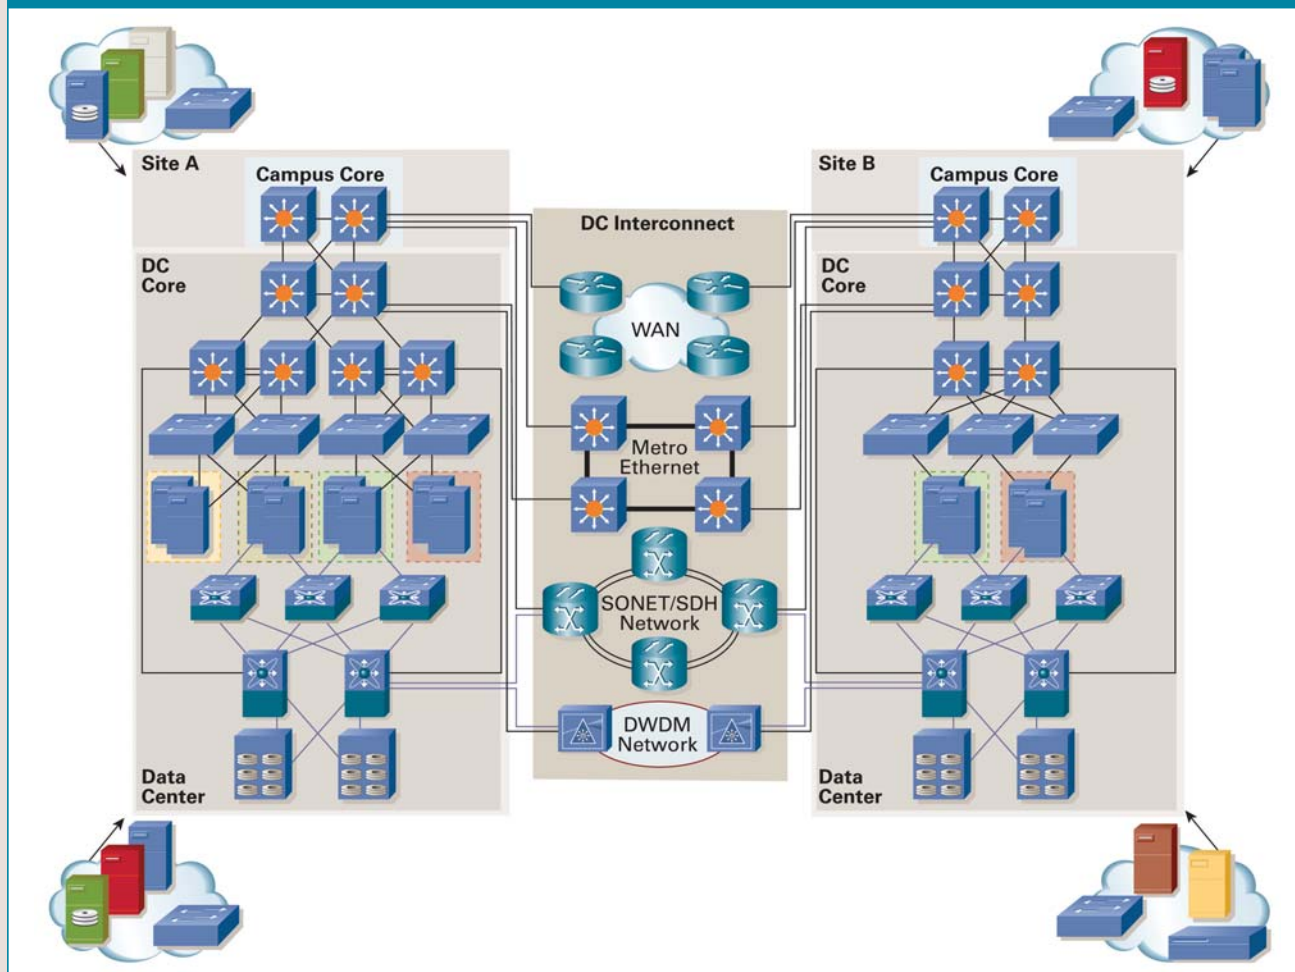 Site A
Campus Core
DC
Core
Data
Center
DC Interconnect
WAN
Metro
Ethernet
SONET/SDH
Network
DWDM
Network
Site B
Campus Core
DC
Core
Data
Center